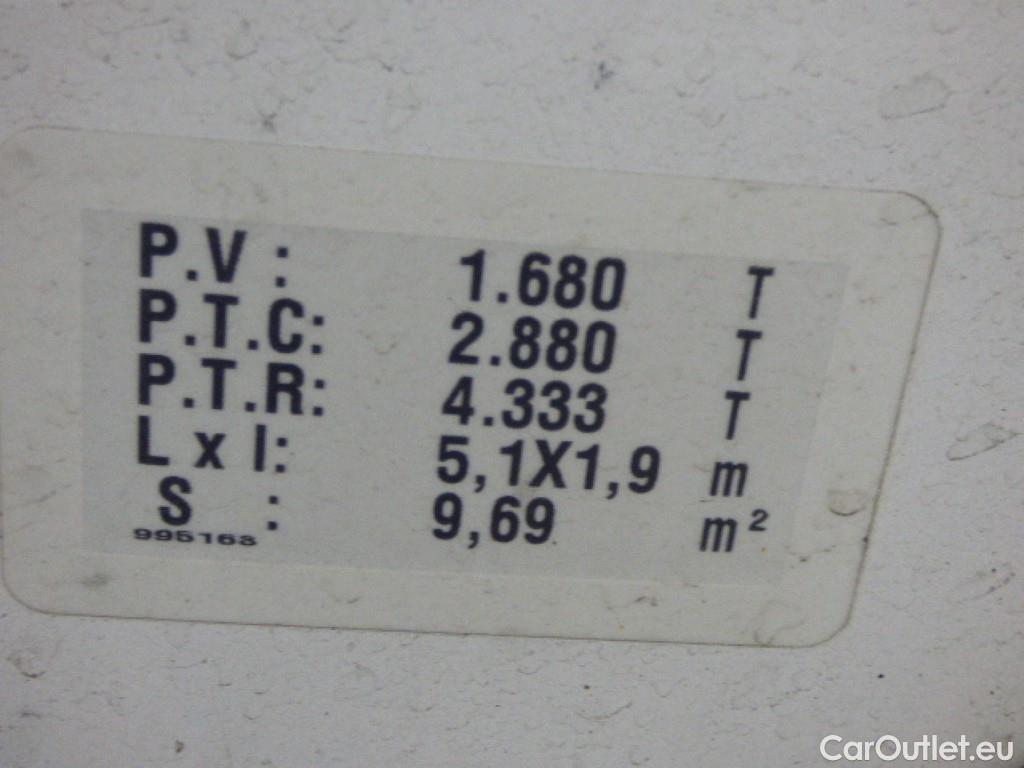 P.V : 1.680 T
P.T.C: 2.880 T
P.T.R: 4.333 T
L x l: 5,1X1,9 m
S : 9,69 m²
995163
CarOutlet.eu